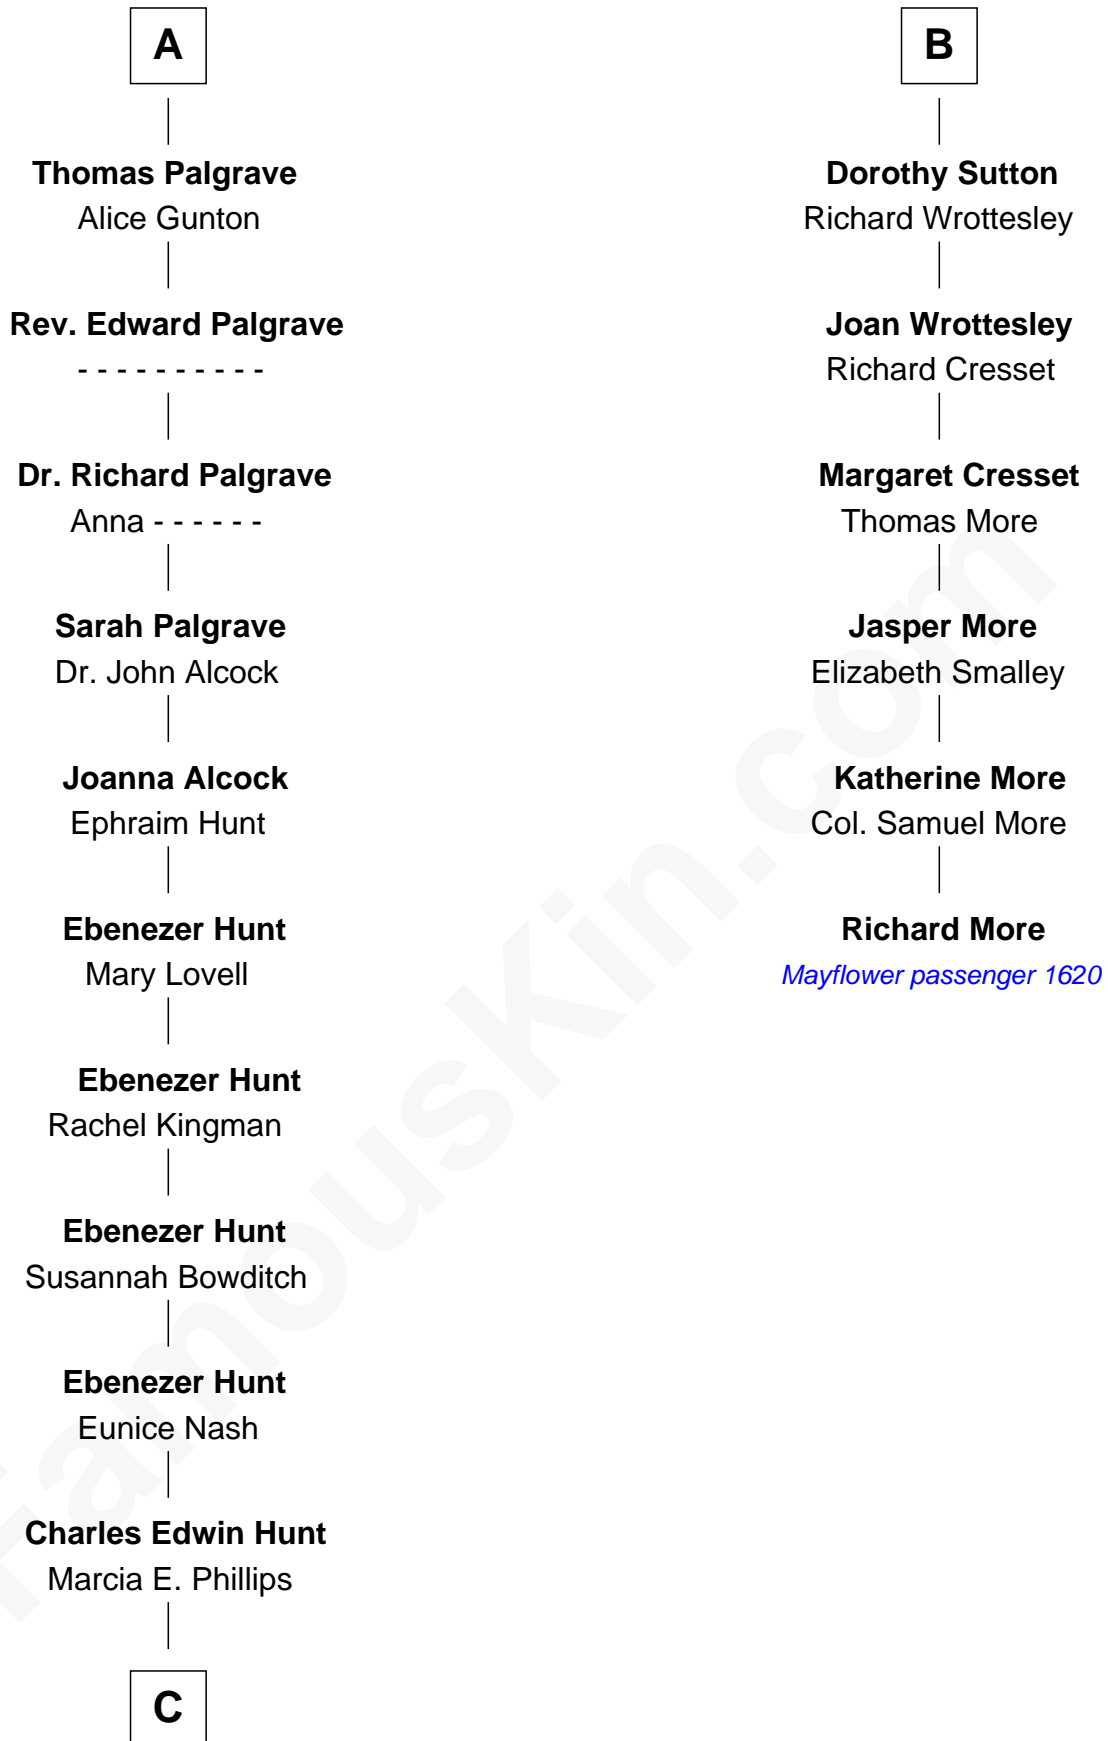 A
Thomas Palgrave
Alice Gunton
Rev. Edward Palgrave
- - - - - - - - - -
Dr. Richard Palgrave
Anna - - - - - -
Sarah Palgrave
Dr. John Alcock
Joanna Alcock
Ephraim Hunt
Ebenezer Hunt
Mary Lovell
Ebenezer Hunt
Rachel Kingman
Ebenezer Hunt
Susannah Bowditch
Ebenezer Hunt
Eunice Nash
Charles Edwin Hunt
Marcia E. Phillips
C
B
Dorothy Sutton
Richard Wrottesley
Joan Wrottesley
Richard Cresset
Margaret Cresset
Thomas More
Jasper More
Elizabeth Smalley
Katherine More
Col. Samuel More
Richard More
Mayflower passenger 1620
FamousKin.com